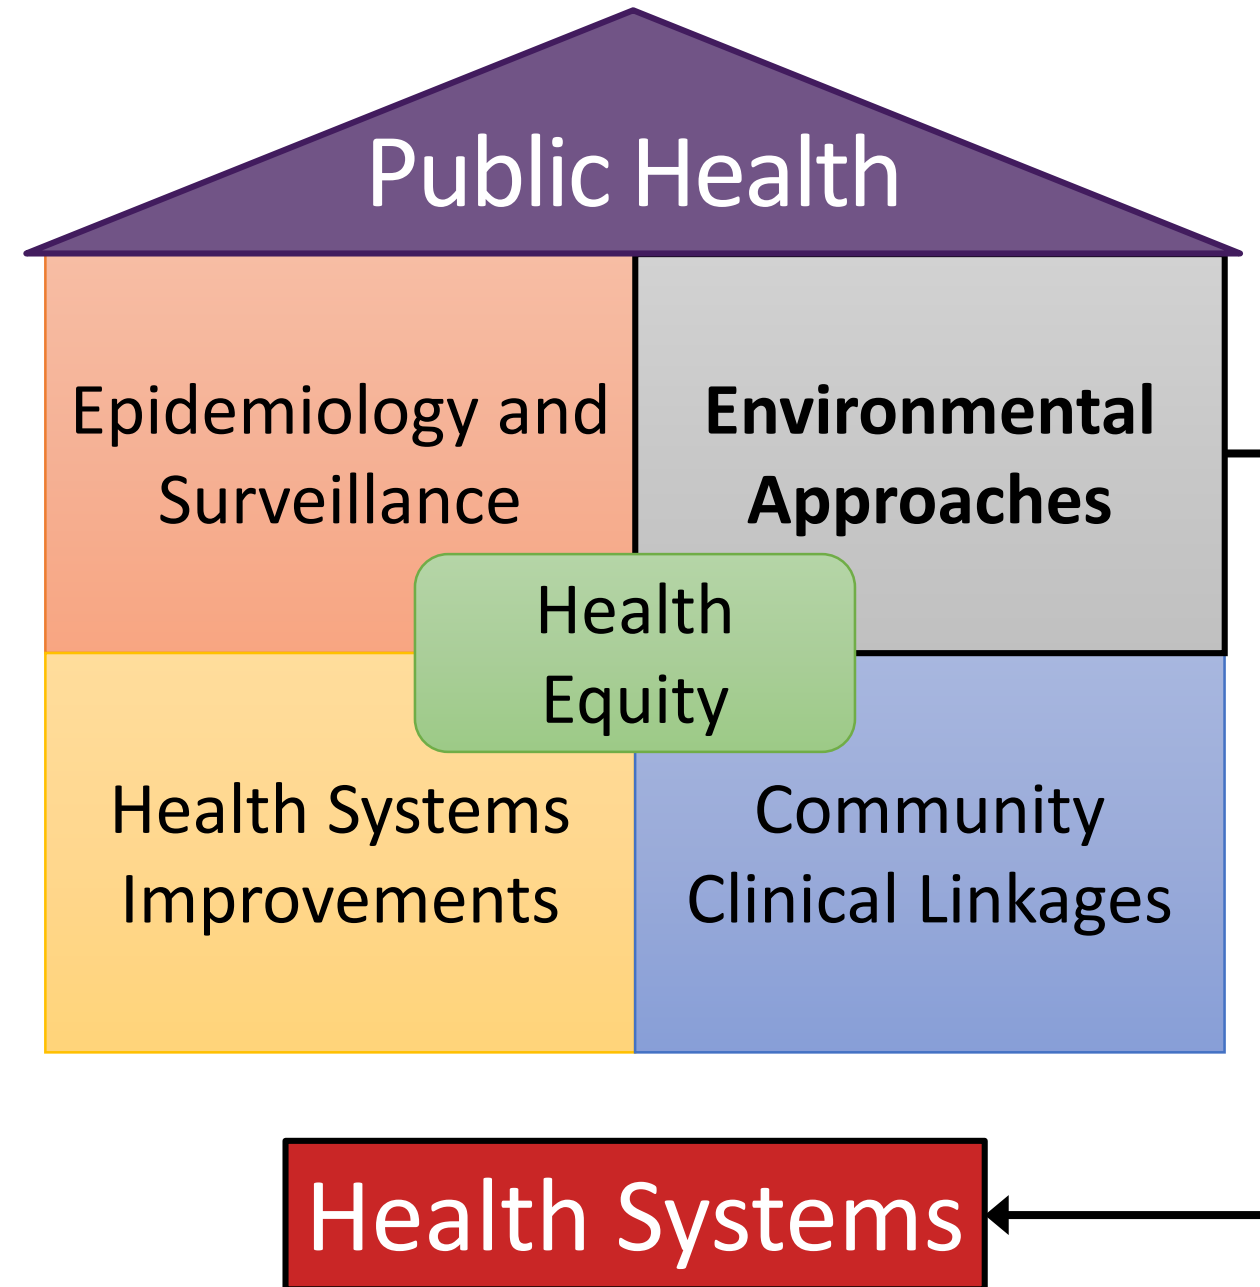 Public Health
Epidemiology and
Surveillance
Environmental
Approaches
Health
Equity
Health Systems
Improvements
Community
Clinical Linkages
Health Systems